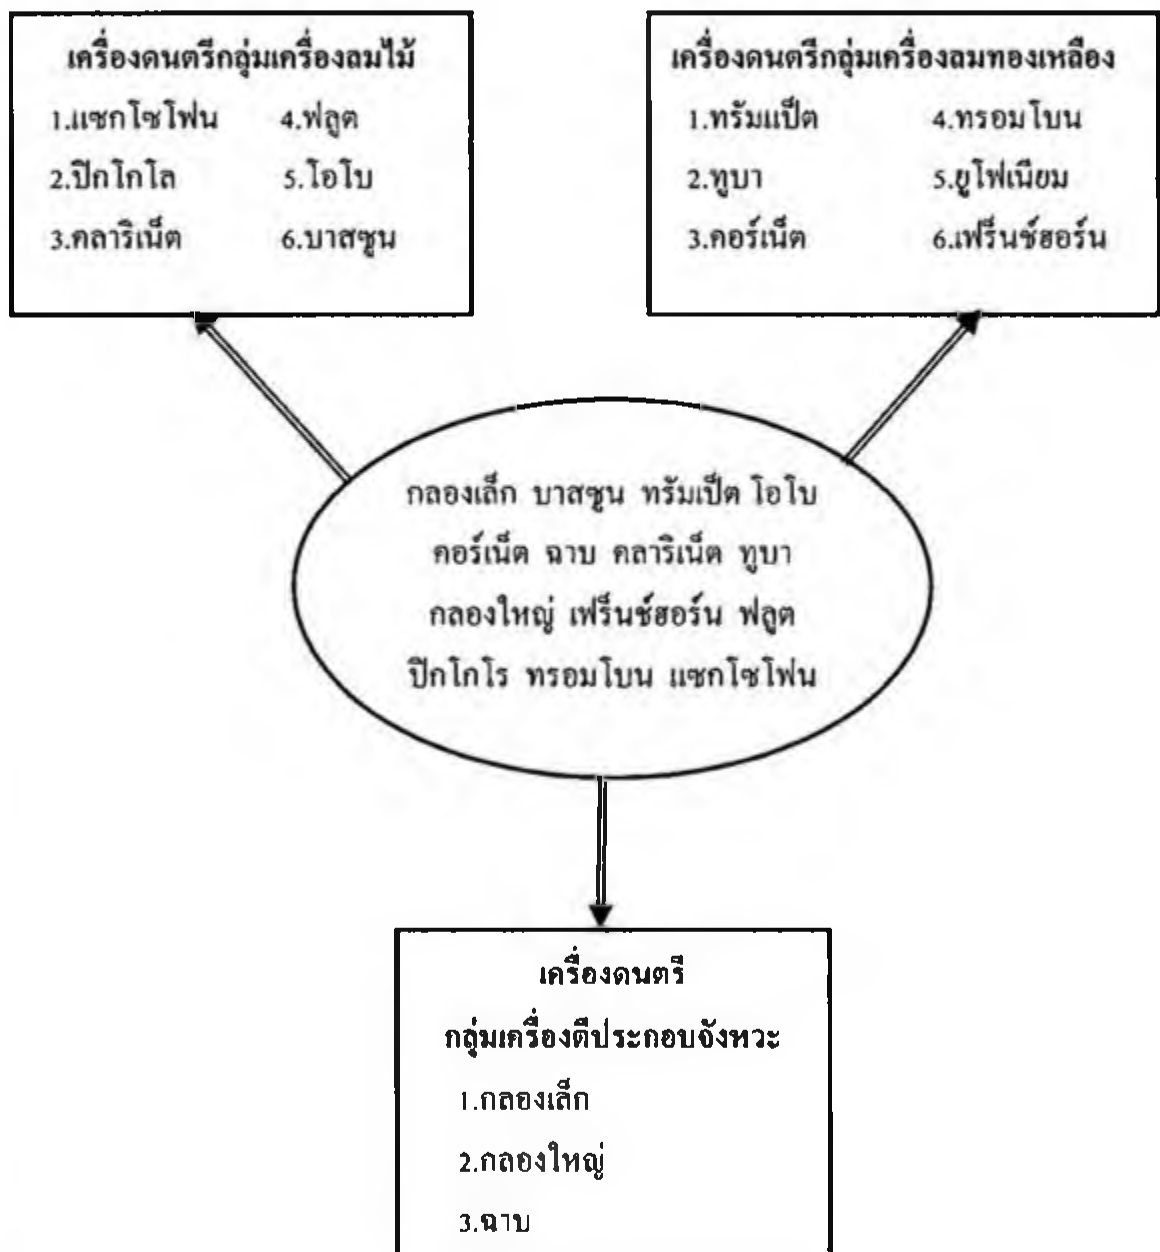 เครื่องดนตรีกลุ่มเครื่องลมไม้
1.แซกโซโฟน 4.ฟลูต
2.ปิกโกโล 5.โอโบ
3.คลาริเน็ต 6.บาสซูน
เครื่องดนตรีกลุ่มเครื่องลมทองเหลือง
1.ทรัมแป็ต 4.ทรอมโบน
2.ทูบา 5.ยูโฟเนียม
3.คอร์เน็ต 6.เฟร็นช์ฮอร์น
กลองเล็ก บาสซูน ทรัมเป็ต โอโบ
คอร์เน็ต ฉาบ คลาริเน็ต ทูบา
กลองใหญ่ เฟร็นช์ฮอร์น ฟลูต
ปิกโกโร ทรอมโบน แซกโซโฟน
เครื่องดนตรี
กลุ่มเครื่องตีประกอบจังหวะ
1.กลองเล็ก
2.กลองใหญ่
3.ฉาบ